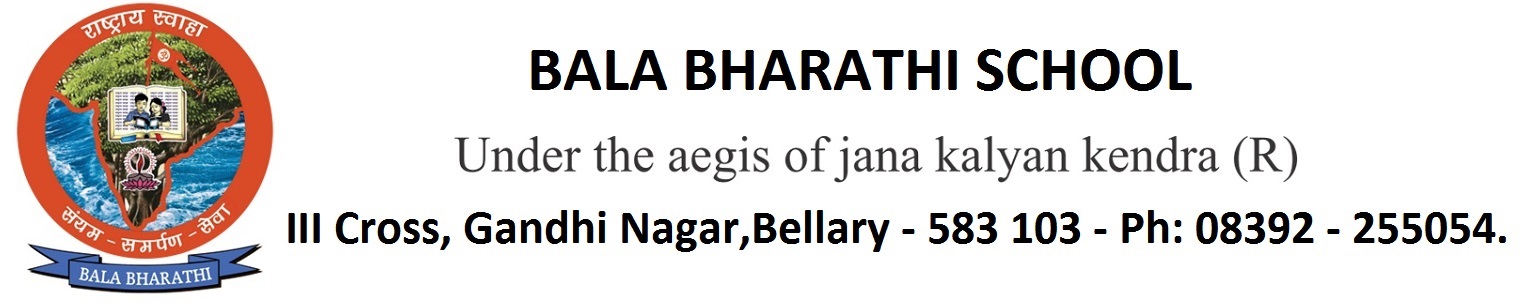 राष्ट्राय स्वाहा
संयम - समर्पण - सेवा
BALA BHARATHI
BALA BHARATHI SCHOOL
Under the aegis of jana kalyan kendra (R)
III Cross, Gandhi Nagar,Bellary - 583 103 - Ph: 08392 - 255054.